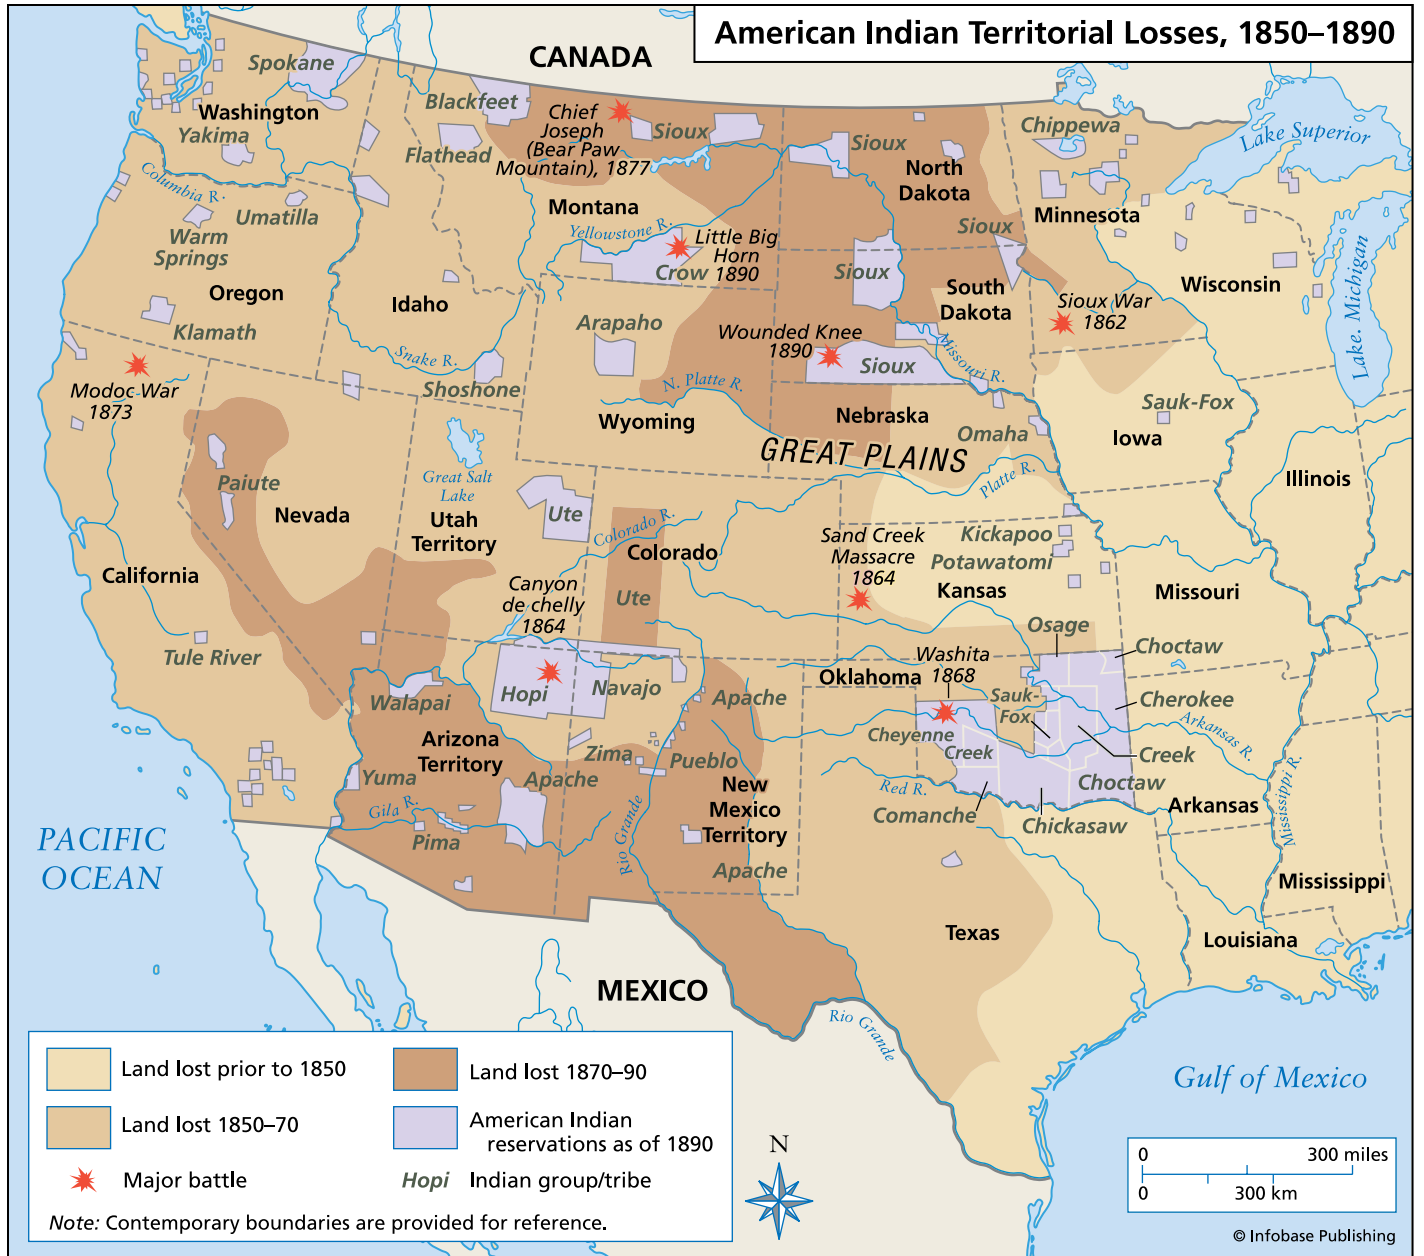 American Indian Territorial Losses, 1850–1890
CANADA
Spokane
Washington
Yakima
Columbia R.
Umatilla
Warm
Springs
Oregon
Klamath
Modoc War
1873
Blackfeet
Flathead
Chief
Joseph
(Bear Paw
Mountain), 1877
Sioux
Montana
Yellowstone R.
Little Big
Horn
1890
Crow
Idaho
Snake R.
Shoshone
Arapaho
Wyoming
N. Platte R.
Sioux
North
Dakota
Sioux
Sioux
South
Dakota
Wounded Knee
1890
Sioux
Missouri R.
Nebraska
GREAT PLAINS
Omaha
Platte R.
Chippewa
Minnesota
Sioux War
1862
Lake Superior
Lake. Michigan
Wisconsin
Sauk-Fox
Iowa
Illinois
Paiute
Nevada
Great Salt
Lake
Utah
Territory
Ute
Colorado R.
Colorado
Ute
Sand Creek
Massacre
1864
Kickapoo
Potawatomi
Kansas
Missouri
California
Tule River
Canyon
de chelly
1864
Hopi
Navajo
Walapai
Arizona
Territory
Yuma
Gila R.
Pima
Apache
Zima
Pueblo
Rio Grande
Apache
New
Mexico
Territory
Apache
Oklahoma
Washita
1868
Osage
Choctaw
Cherokee
Sauk-
Fox
Cheyenne
Creek
Creek
Choctaw
Arkansas R.
Red R.
Comanche
Chickasaw
Arkansas
Mississippi R.
Mississippi
Texas
Louisiana
PACIFIC
OCEAN
MEXICO
Rio Grande
Gulf of Mexico
Land lost prior to 1850
Land lost 1850–70
Major battle
Land lost 1870–90
American Indian
reservations as of 1890
Hopi Indian group/tribe
Note: Contemporary boundaries are provided for reference.
N
0 300 miles
0 300 km
© Infobase Publishing